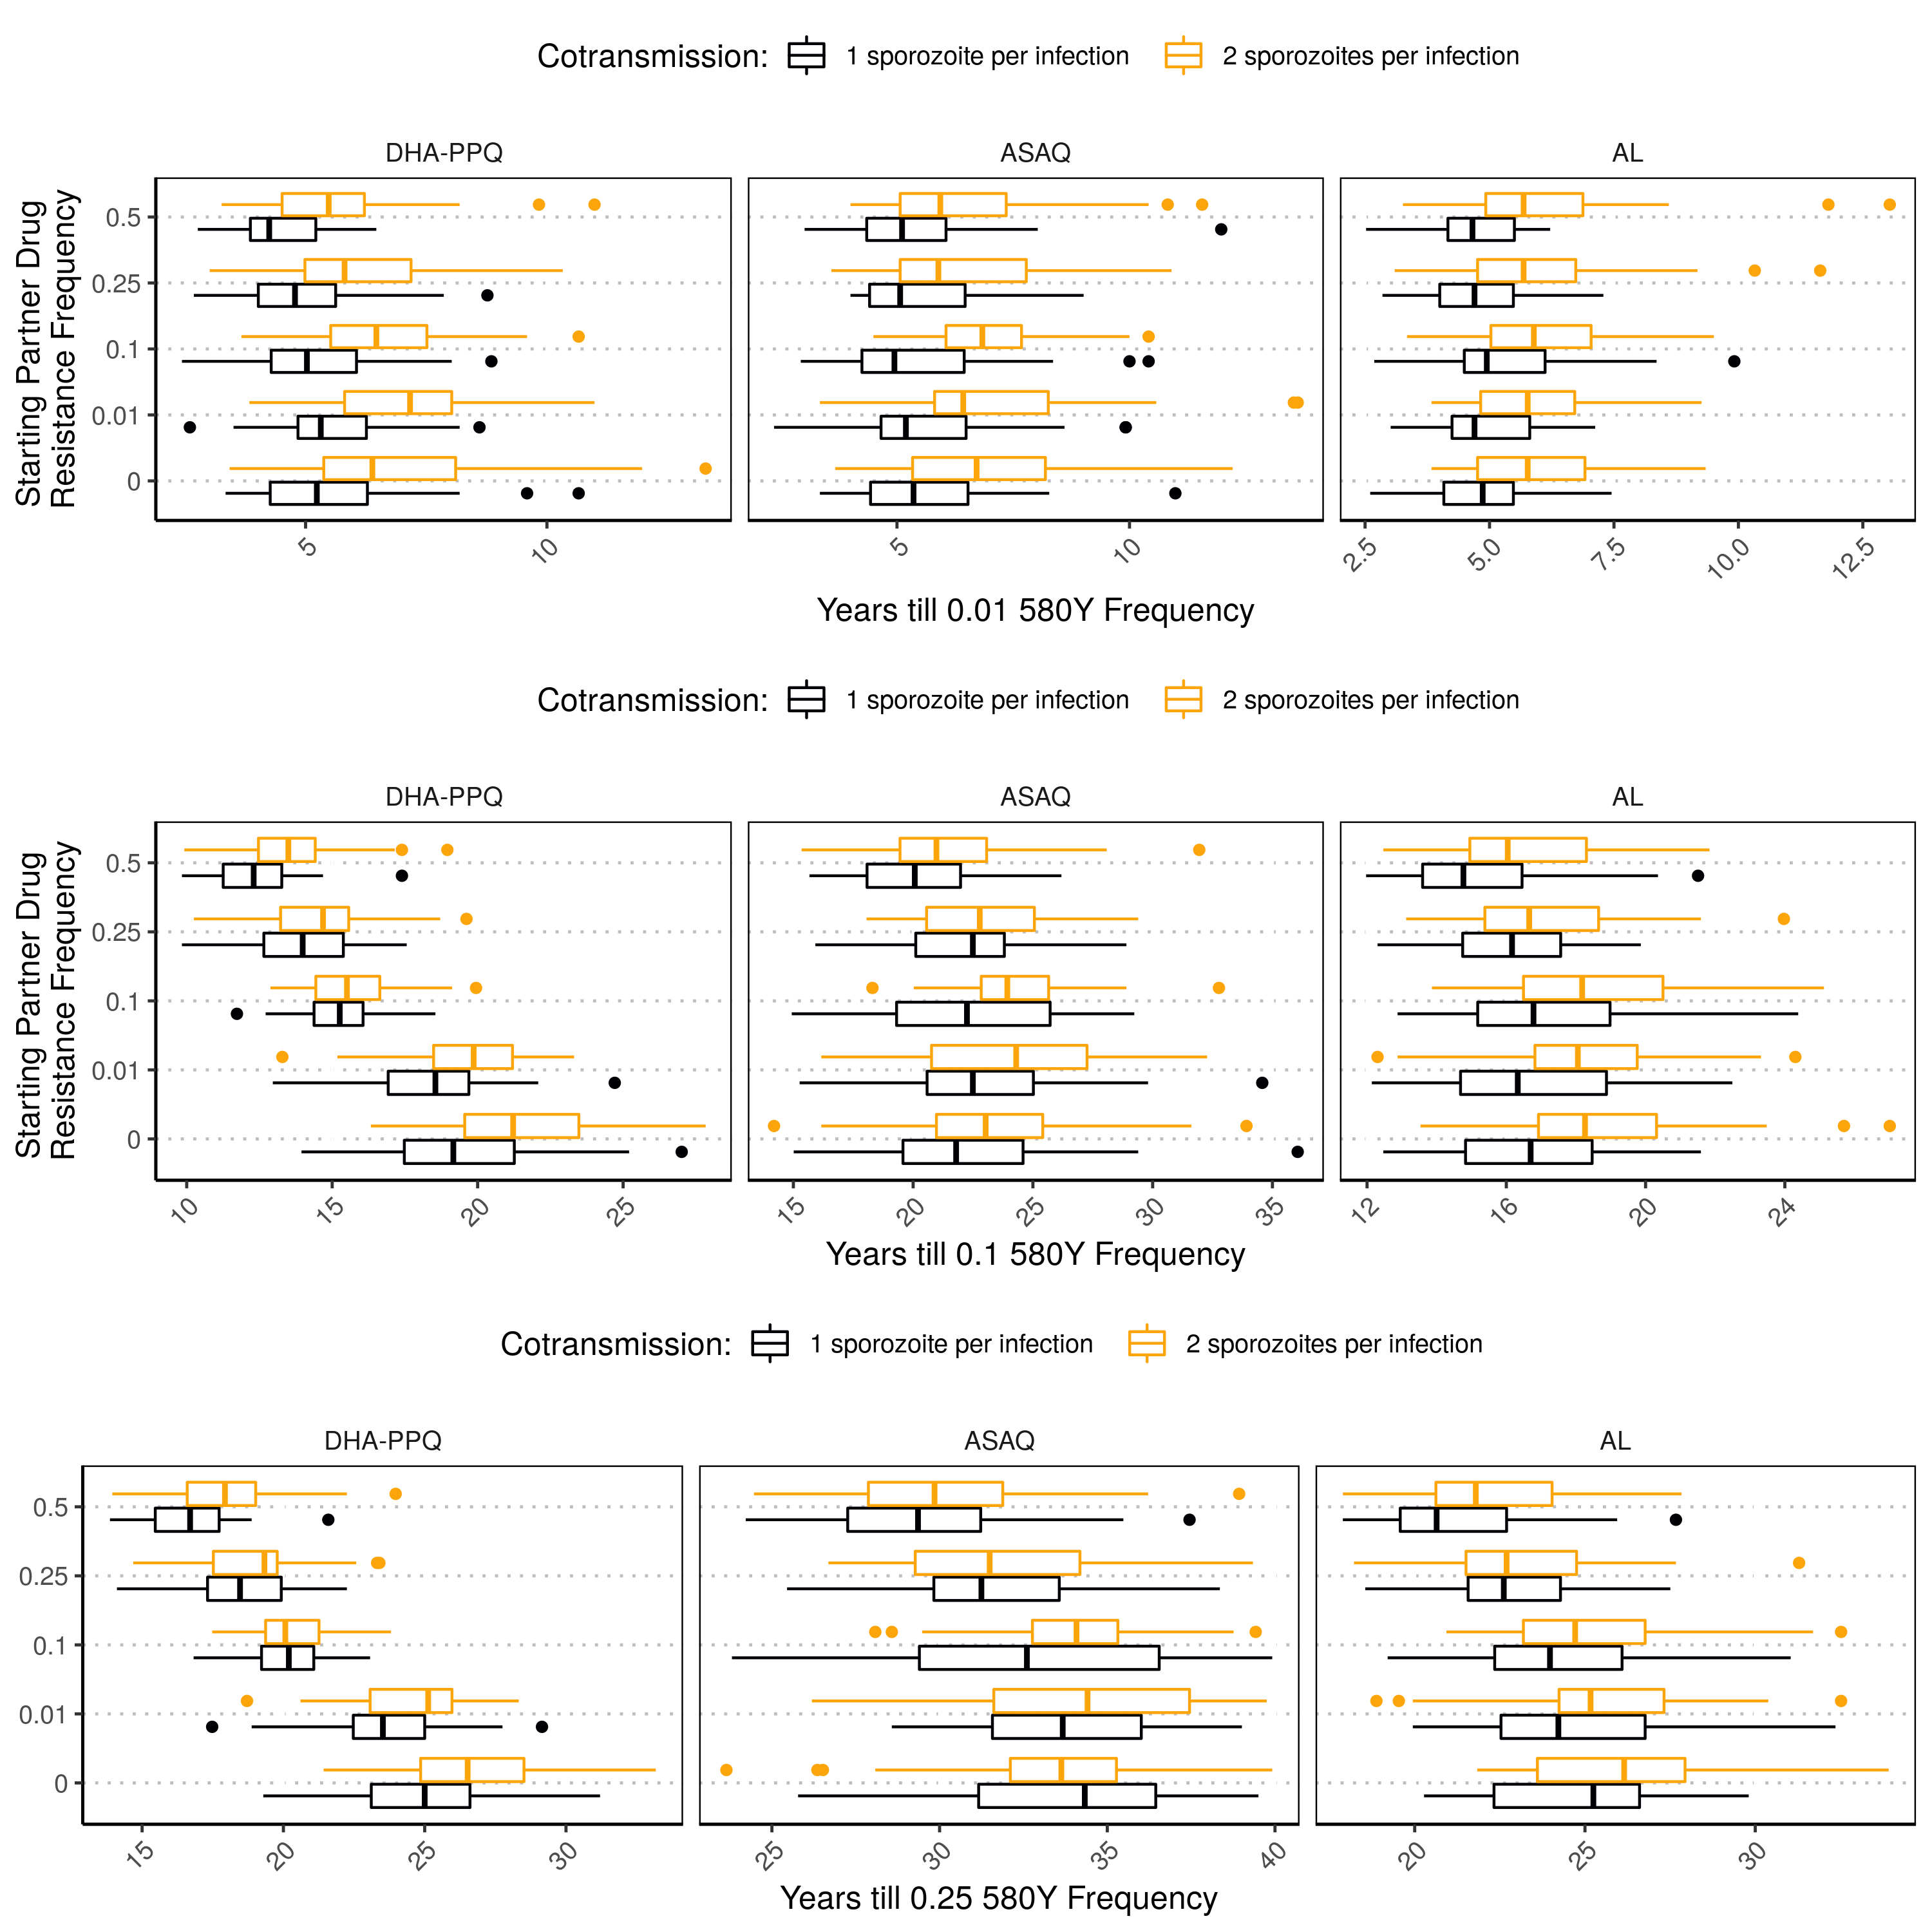 Cotransmission: 1 sporozoite per infection 2 sporozoites per infection
DHA-PPQ ASAQ AL
Starting Partner Drug
Resistance Frequency
0.5
0.25
0.1
0.01
0
5 10 5 10 2.5 5.0 7.5 10.0 12.5
Years till 0.01 580Y Frequency
Cotransmission: 1 sporozoite per infection 2 sporozoites per infection
DHA-PPQ ASAQ AL
Starting Partner Drug
Resistance Frequency
0.5
0.25
0.1
0.01
0
10 15 20 25 15 20 25 30 35 12 16 20 24
Years till 0.1 580Y Frequency
Cotransmission: 1 sporozoite per infection 2 sporozoites per infection
DHA-PPQ ASAQ AL
0.5
0.25
0.1
0.01
0
15 20 25 30 25 30 35 40 20 25 30
Years till 0.25 580Y Frequency